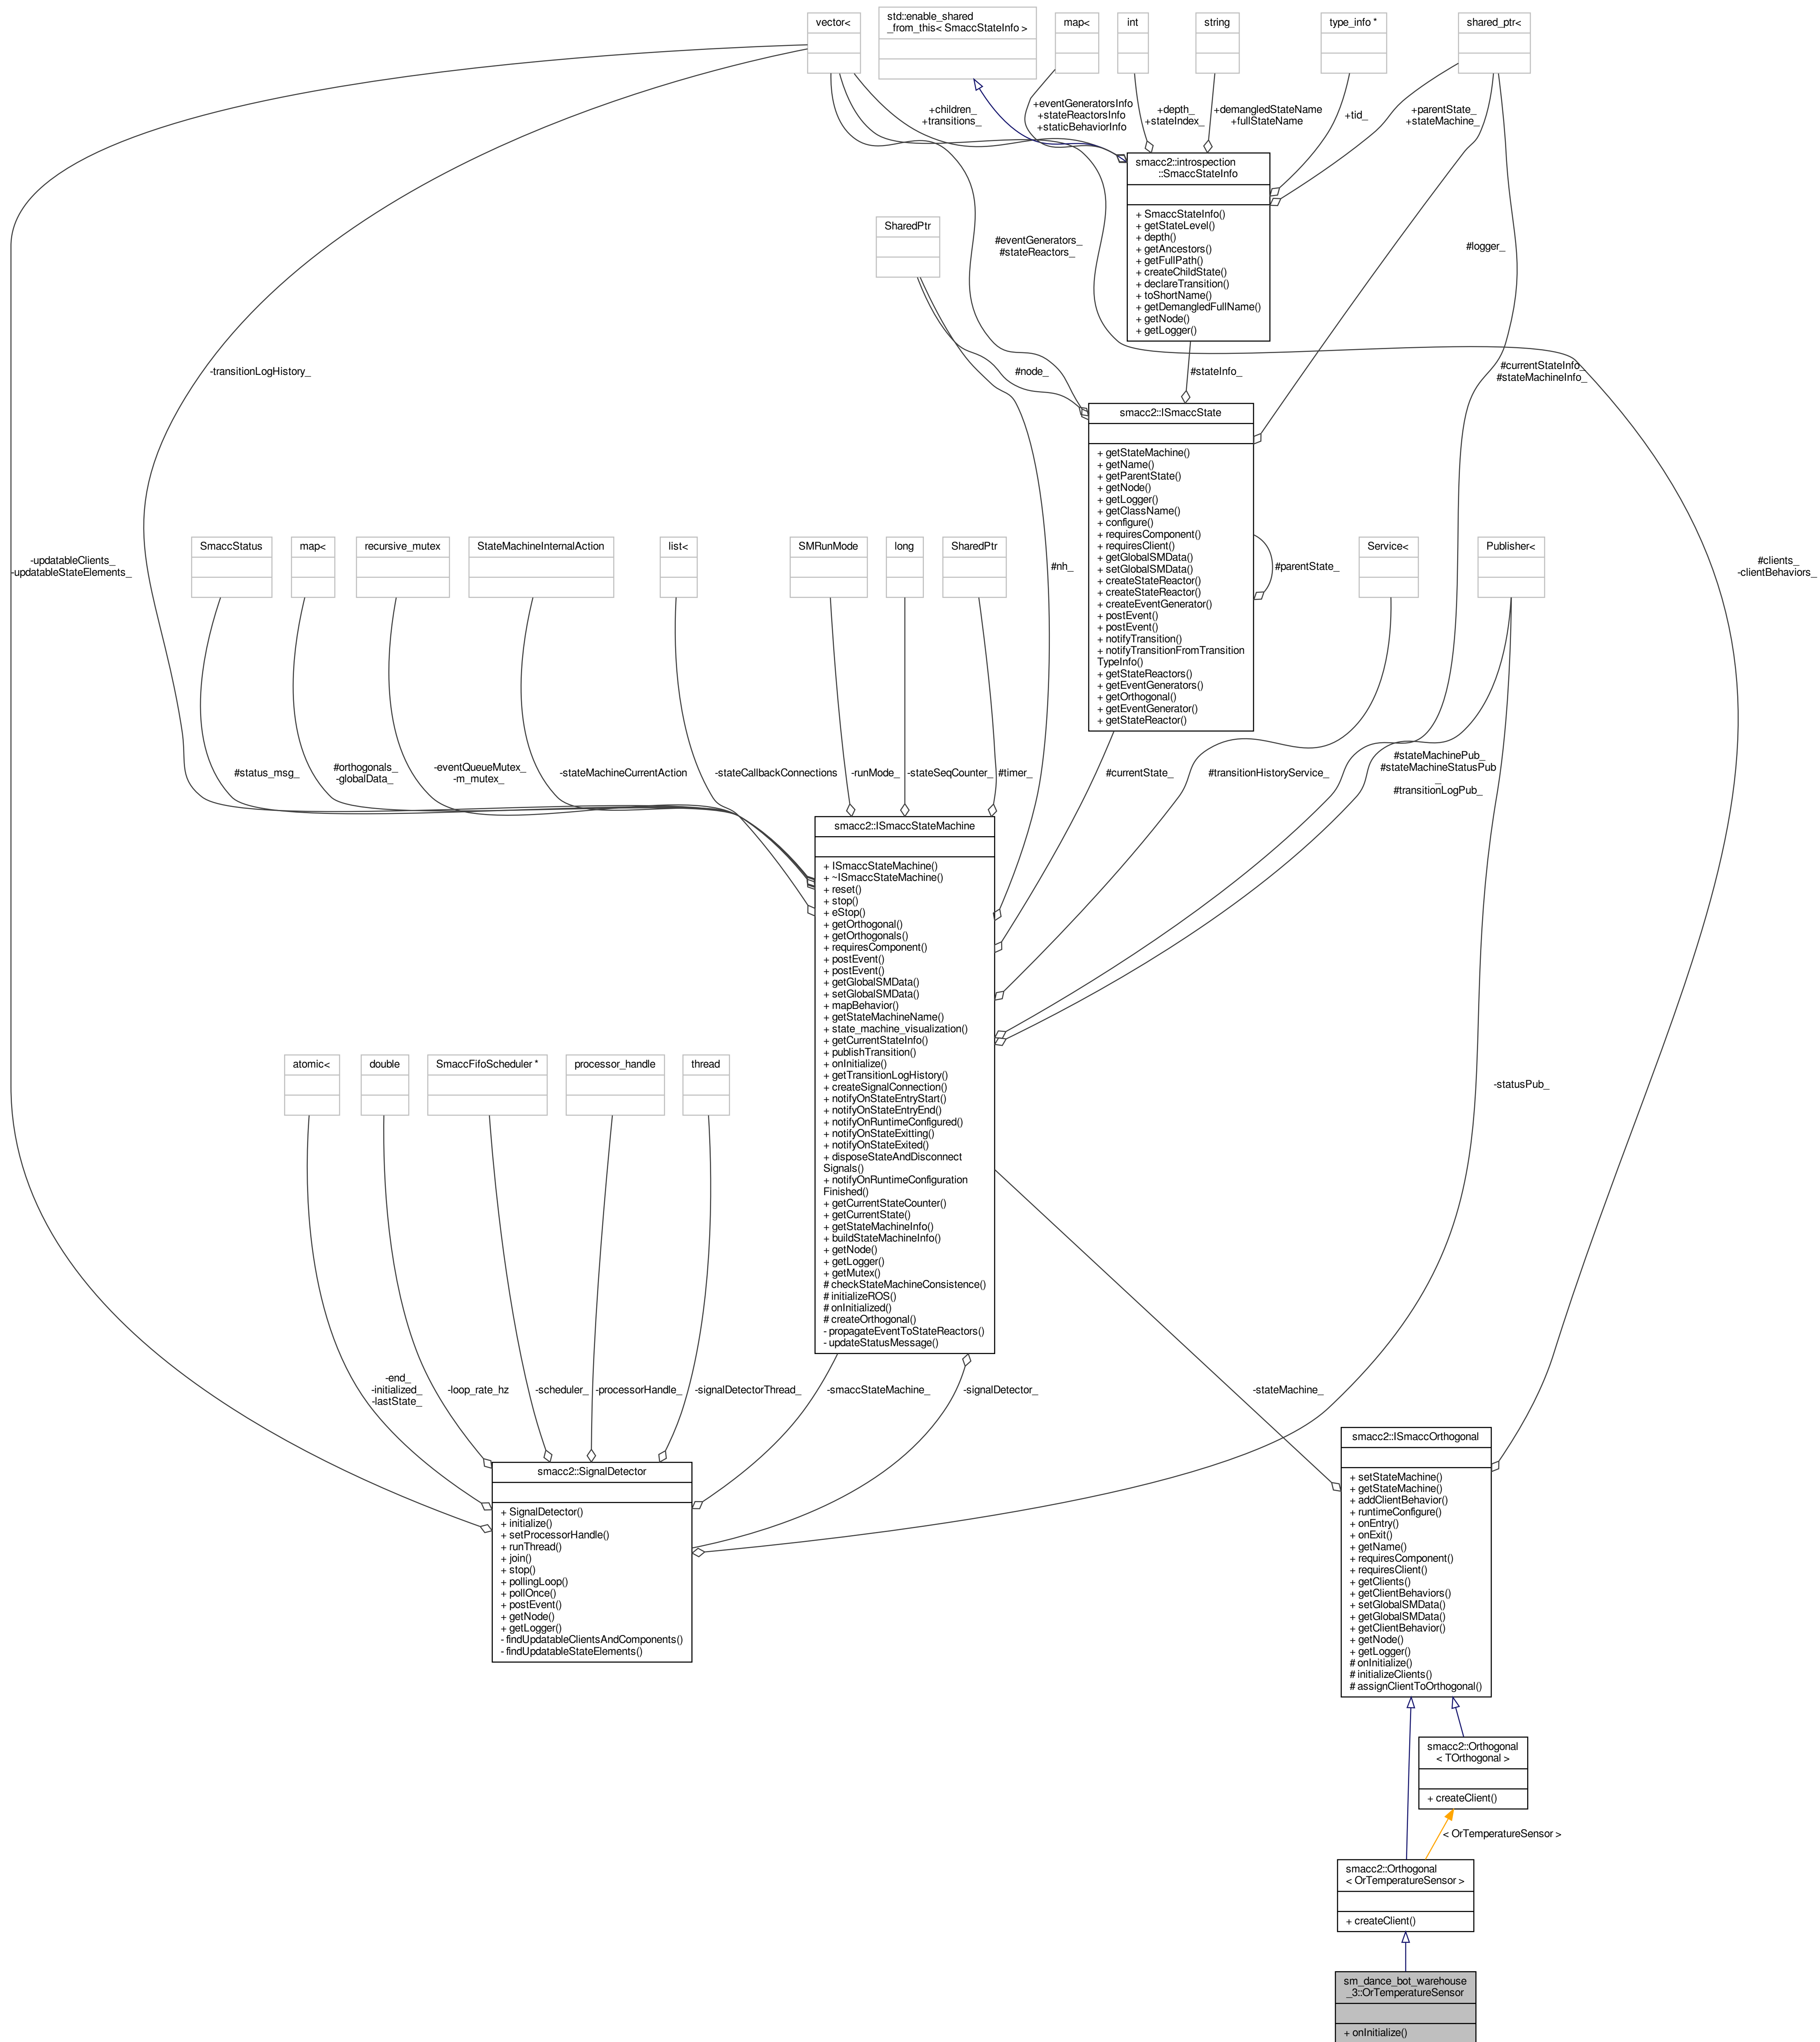 vector<
std::enable_shared
_from_this< SmaccStateInfo >
map<
int
string
type_info *
shared_ptr<
+children_
+transitions_
+eventGeneratorsInfo
+stateReactorsInfo
+staticBehaviorInfo
+depth_
+stateIndex_
+demangledStateName
+fullStateName
+tid_
+parentState_
+stateMachine_
smacc2::introspection
::SmaccStateInfo
+ SmaccStateInfo()
+ getStateLevel()
+ depth()
+ getAncestors()
+ getFullPath()
+ createChildState()
+ declareTransition()
+ toShortName()
+ getDemangledFullName()
+ getNode()
+ getLogger()
SharedPtr
#eventGenerators_
#stateReactors_
#logger_
-transitionLogHistory_
#node_
#stateInfo_
#currentStateInfo_
#stateMachineInfo_
smacc2::ISmaccState
+ getStateMachine()
+ getName()
+ getParentState()
+ getNode()
+ getLogger()
+ getClassName()
+ configure()
+ requiresComponent()
+ requiresClient()
+ getGlobalSMData()
+ setGlobalSMData()
+ createStateReactor()
+ createStateReactor()
+ createEventGenerator()
+ postEvent()
+ postEvent()
+ notifyTransition()
+ notifyTransitionFromTransition
TypeInfo()
+ getStateReactors()
+ getEventGenerators()
+ getOrthogonal()
+ getEventGenerator()
+ getStateReactor()
#parentState_
-updatableClients_
-updatableStateElements_
SmaccStatus
map<
recursive_mutex
StateMachineInternalAction
list<
SMRunMode
long
SharedPtr
#nh_
Service<
Publisher<
#clients_
-clientBehaviors_
#status_msg_
#orthogonals_
-globalData_
-eventQueueMutex_
-m_mutex_
-stateMachineCurrentAction
-stateCallbackConnections
-runMode_
-stateSeqCounter_
#timer_
#currentState_
#transitionHistoryService_
#stateMachinePub_
#stateMachineStatusPub
_
#transitionLogPub_
smacc2::ISmaccStateMachine
+ ISmaccStateMachine()
+ ~ISmaccStateMachine()
+ reset()
+ stop()
+ eStop()
+ getOrthogonal()
+ getOrthogonals()
+ requiresComponent()
+ postEvent()
+ postEvent()
+ getGlobalSMData()
+ setGlobalSMData()
+ mapBehavior()
+ getStateMachineName()
+ state_machine_visualization()
+ getCurrentStateInfo()
+ publishTransition()
+ onInitialize()
+ getTransitionLogHistory()
+ createSignalConnection()
+ notifyOnStateEntryStart()
+ notifyOnStateEntryEnd()
+ notifyOnRuntimeConfigured()
+ notifyOnStateExitting()
+ notifyOnStateExited()
+ disposeStateAndDisconnect
Signals()
+ notifyOnRuntimeConfiguration
Finished()
+ getCurrentStateCounter()
+ getCurrentState()
+ getStateMachineInfo()
+ buildStateMachineInfo()
+ getNode()
+ getLogger()
+ getMutex()
# checkStateMachineConsistence()
# initializeROS()
# onInitialized()
# createOrthogonal()
- propagateEventToStateReactors()
- updateStatusMessage()
atomic<
double
SmaccFifoScheduler *
processor_handle
thread
-statusPub_
-end_
-initialized_
-lastState_
-loop_rate_hz
-scheduler_
-processorHandle_
-signalDetectorThread_
-smaccStateMachine_
-signalDetector_
-stateMachine_
smacc2::SignalDetector
+ SignalDetector()
+ initialize()
+ setProcessorHandle()
+ runThread()
+ join()
+ stop()
+ pollingLoop()
+ pollOnce()
+ postEvent()
+ getNode()
+ getLogger()
- findUpdatableClientsAndComponents()
- findUpdatableStateElements()
smacc2::ISmaccOrthogonal
+ setStateMachine()
+ getStateMachine()
+ addClientBehavior()
+ runtimeConfigure()
+ onEntry()
+ onExit()
+ getName()
+ requiresComponent()
+ requiresClient()
+ getClients()
+ getClientBehaviors()
+ setGlobalSMData()
+ getGlobalSMData()
+ getClientBehavior()
+ getNode()
+ getLogger()
# onInitialize()
# initializeClients()
# assignClientToOrthogonal()
smacc2::Orthogonal
< TOrthogonal >
+ createClient()
< OrTemperatureSensor >
smacc2::Orthogonal
< OrTemperatureSensor >
+ createClient()
sm_dance_bot_warehouse
_3::OrTemperatureSensor
+ onInitialize()